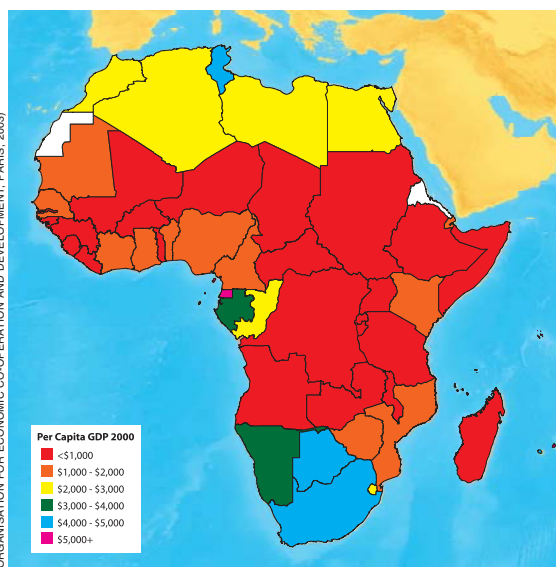 ORGANISATION FOR ECONOMIC CO-OPERATION AND DEVELOPMENT, PARIS, 2003)
Per Capita GDP 2000
<$1,000
$1,000 - $2,000
$2,000 - $3,000
$3,000 - $4,000
$4,000 - $5,000
$5,000+